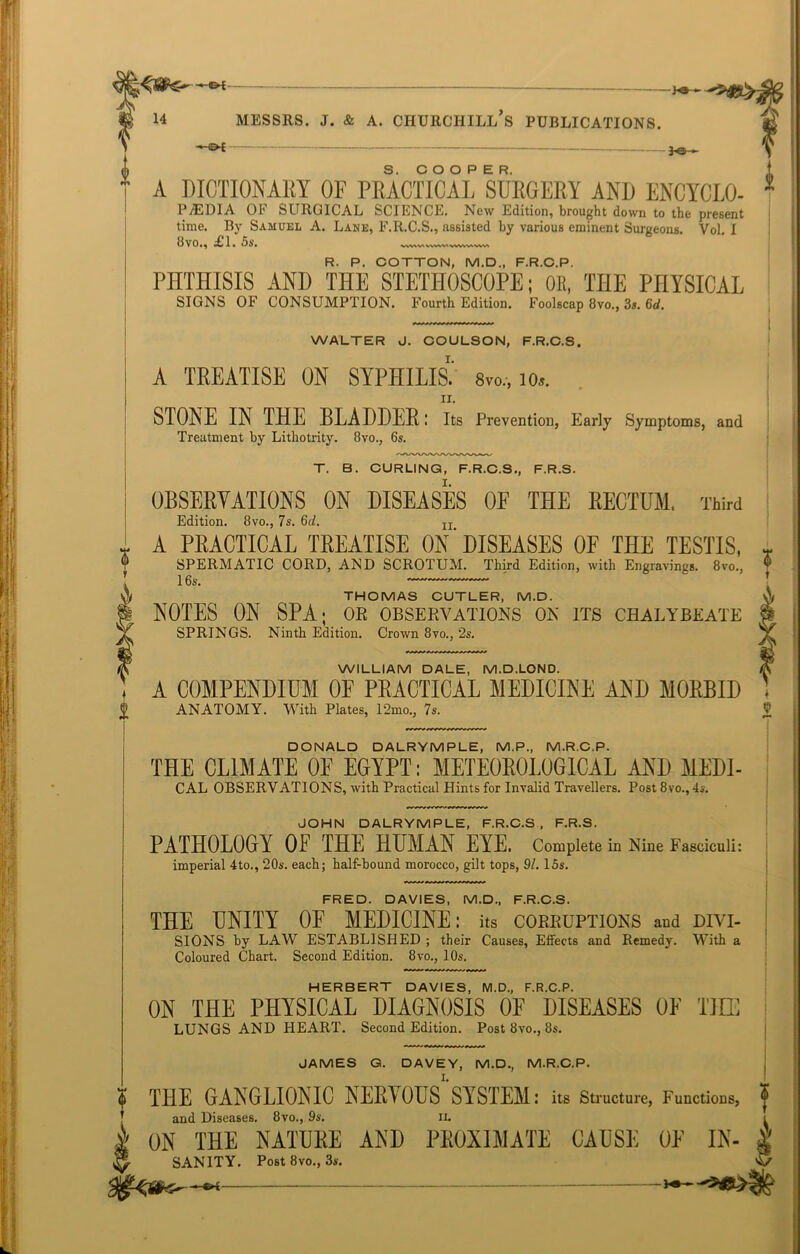 14 MESSRS. J. & A. CHURCHILL'S PUBLICATIONS.
S. COOPER.
A DICTIONARY OF PRACTICAL SURGERY AND ENCYCLO-
PÆDIA OF SURGICAL SCIENCE. New Edition, brought down to the present
time. By SAMUEL A. LANE, F.R.C.S., assisted by various eminent Surgeons. Vol. I
8vo., £1. 5s.
R. P. COTTON, M.D., F.R.C.P.
PHTHISIS AND THE STETHOSCOPE; OR, THE PHYSICAL
SIGNS OF CONSUMPTION. Fourth Edition. Foolscap 8vo., 3s. 6d.
WALTER J. COULSON, F.R.C.S.
I.
A TREATISE ON SYPHILIS. 8vo., 10s.
II.
STONE IN THE BLADDER: Its Prevention, Early Symptoms, and
Treatment by Lithotrity. 8vo., 6s.
T. B. CURLING, F.R.C.S., F.R.S.
I.
OBSERVATIONS ON DISEASES OF THE RECTUM. Third
Edition. 8vo., 7s. 6d.
II.
A PRACTICAL TREATISE ON DISEASES OF THE TESTIS,
SPERMATIC CORD, AND SCROTUM. Third Edition, with Engravings. 8vo.,
16s.
THOMAS CUTLER, M.D.
NOTES ON SPA; OR OBSERVATIONS ON ITS CHALYBEATE
SPRINGS. Ninth Edition. Crown 8vo., 2s.
WILLIAM DALE, M.D.LOND.
A COMPENDIUM OF PRACTICAL MEDICINE AND MORBID
ANATOMY. With Plates, 12mo., 7s.
DONALD DALRYMPLE, M.P., M.R.C.P.
THE CLIMATE OF EGYPT: METEOROLOGICAL AND MEDI-
CAL OBSERVATIONS, with Practical Hints for Invalid Travellers. Post 8vo., 4s.
JOHN DALRYMPLE, F.R.C.S, F.R.S.
PATHOLOGY OF THE HUMAN EYE. Complete in Nine Fasciculi:
imperial 4to., 20s. each; half-bound morocco, gilt tops, 9l. 15s.
FRED. DAVIES, M.D., F.R.C.S.
THE UNITY OF MEDICINE: its CORRUPTIONS and DIVI-
SIONS by LAW ESTABLISHED; their Causes, Effects and Remedy. With a
Coloured Chart. Second Edition. 8vo., 10s.
HERBERT DAVIES, M.D., F.R.C.P.
ON THE PHYSICAL DIAGNOSIS OF DISEASES OF THE
LUNGS AND HEART. Second Edition. Post 8vo., 8s.
JAMES G. DAVEY, M.D., M.R.C.P.
I.
THE GANGLIONIC NERVOUS SYSTEM: its Structure, Functions,
and Diseases. 8vo., 9s.
II.
ON THE NATURE AND PROXIMATE CAUSE OF IN-
SANITY. Post 8vo., 3s.